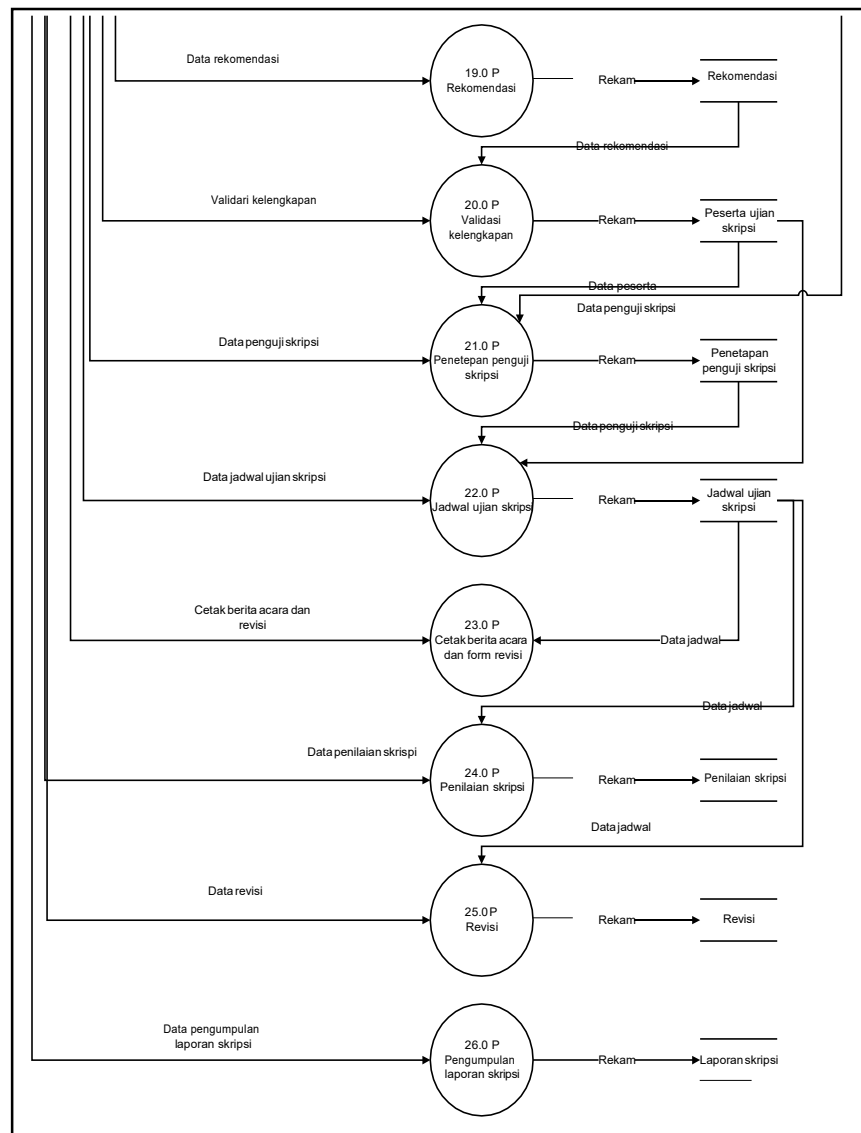 Data rekomendasi
19.0 P
Rekomendasi
Rekam
Rekomendasi
Data rekomendasi
Validari kelengkapan
20.0 P
Validasi
kelengkapan
Rekam
Peserta ujian
skripsi
Data peserta
Data penguji skripsi
Data penguji skripsi
21.0 P
Penetepan penguji
skripsi
Rekam
Penetapan
penguji skripsi
Data penguji skripsi
Data jadwal ujian skripsi
22.0 P
Jadwal ujian skrips
Rekam
Jadwal ujian
skripsi
Cetak berita acara dan
revisi
23.0 P
Cetak berita acara
dan form revisi
Data jadwal
Data jadwal
Data penilaian skrispi
24.0 P
Penilaian skripsi
Rekam
Penilaian skripsi
Data jadwal
Data revisi
25.0 P
Revisi
Rekam
Revisi
Data pengumpulan
laporan skripsi
26.0 P
Pengumpulan
laporan skripsi
Rekam
Laporan skripsi